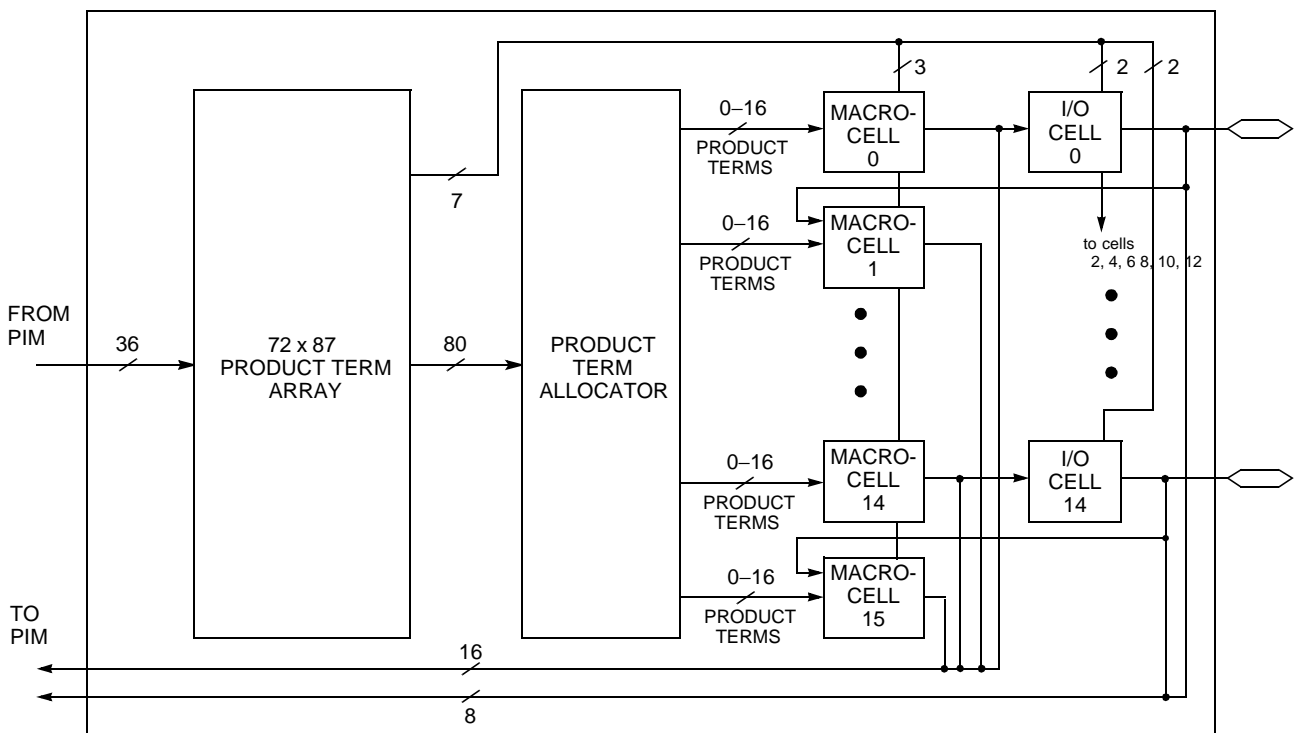 3
2
2
0–16
PRODUCT
TERMS
MACRO-
CELL
0
I/O
CELL
0
7
0–16
PRODUCT
TERMS
MACRO-
CELL
1
to cells
2, 4, 6 8, 10, 12
FROM
PIM
36
72 x 87
PRODUCT TERM
ARRAY
80
PRODUCT
TERM
ALLOCATOR
0–16
PRODUCT
TERMS
MACRO-
CELL
14
I/O
CELL
14
0–16
PRODUCT
TERMS
MACRO-
CELL
15
TO
PIM
16
8